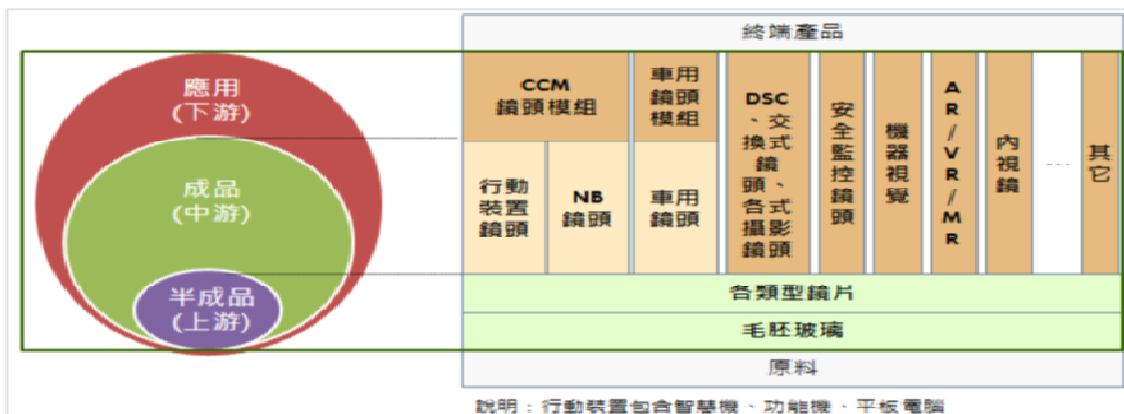 終端產品
應用
(下游)
成品
(中游)
半成品
(上游)
CCM
鏡頭模組
車用
鏡頭
模組
行動
裝置
鏡頭
NB
鏡頭
車用
鏡頭
DSC
、交
換式
鏡
頭、
各式
攝影
鏡頭
安
全
監
控
鏡
頭
機
器
視
覺
A
R
/
V
R
/
M
R
內
視
鏡
...
其
它
各類型鏡片
毛胚玻璃
原料
說明：行動裝置包含智慧機、功能機、平板電腦